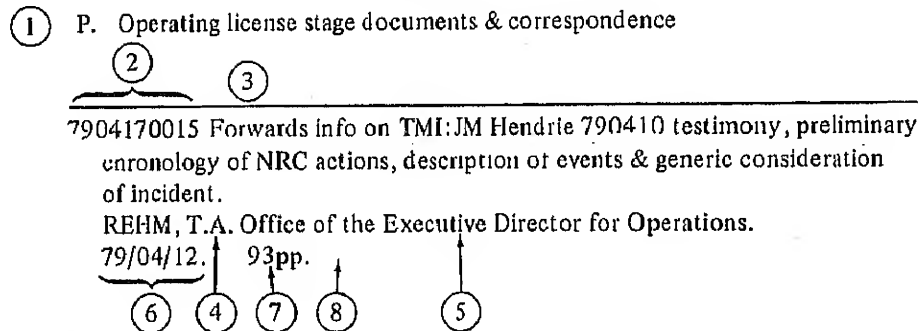 1 P. Operating license stage documents & correspondence
2 3
7904170015 Forwards info on TMI:JM Hendrie 790410 testimony, preliminary
cnronology of NRC actions, description of events & generic consideration
of incident.
REHM, T.A. Office of the Executive Director for Operations.
79/04/12. 93pp.
6 4 7 8 5